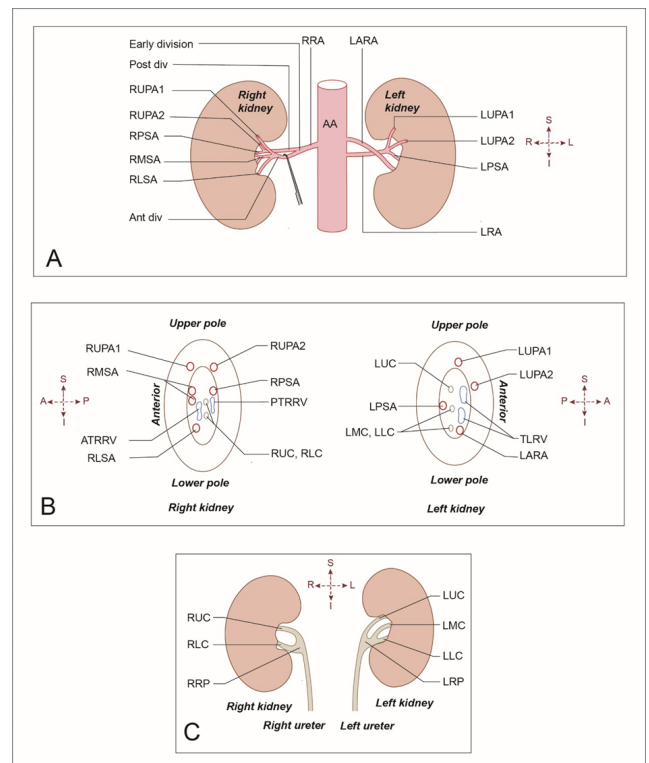 Early division
RRA
LARA
Post div
RUPA1
Right
kidney
Left
kidney
LUPA1
RUPA2
AA
RPSA
LUPA2
RMSA
LPSA
RLSA
Ant div
LRA
S
R
L
I
A
Upper pole
Upper pole
RUPA1
RUPA2
LUPA1
RMSA
LUC
LUPA2
S
A
P
I
Anterior
RPSA
PTRRV
LPSA
Anterior
S
P
A
I
ATRRV
LMC, LLC
TLRV
RLSA
RUC, RLC
LARA
Lower pole
Lower pole
B
Right kidney
Left kidney
S
R
L
I
RUC
LUC
LMC
RLC
LLC
RRP
LRP
Right kidney
Left kidney
Right ureter
Left ureter
C